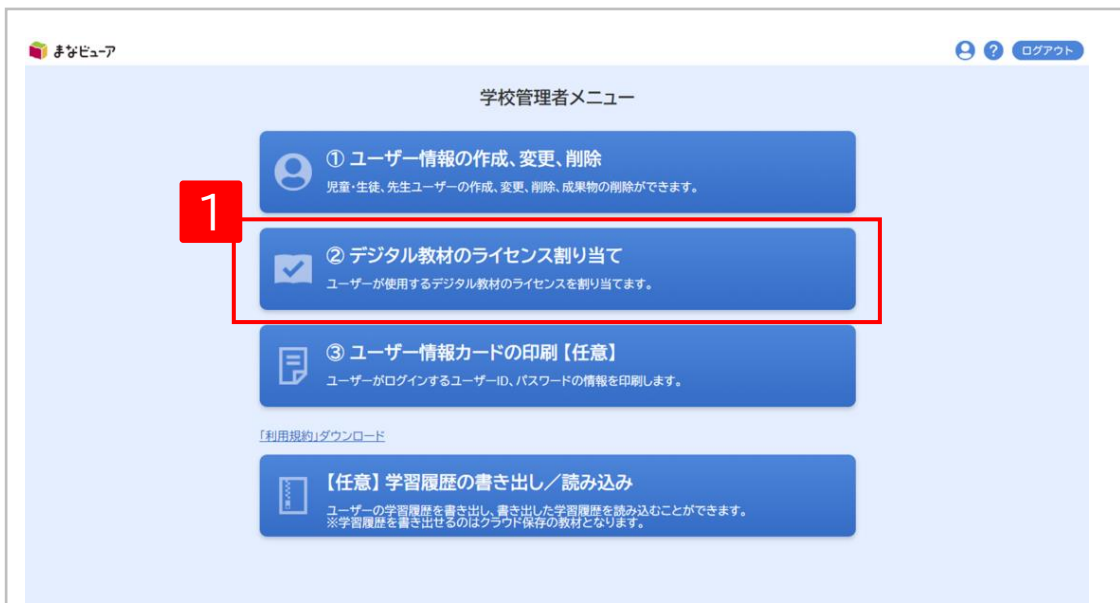 まなビューア
?
ログアウト
学校管理者メニュー
① ユーザー情報の作成、変更、削除
児童・生徒、先生ユーザーの作成、変更、削除、成果物の削除ができます。
1
② デジタル教材のライセンス割り当て
ユーザーが使用するデジタル教材のライセンスを割り当てます。
③ ユーザー情報カードの印刷【任意】
ユーザーがログインするユーザーID、パスワードの情報を印刷します。
「利用規約」ダウンロード
【任意】学習履歴の書き出し／読み込み
ユーザーの学習履歴を書き出し、書き出した学習履歴を読み込むことができます。
※学習履歴を書き出せるのはクラウド保存の教材となります。